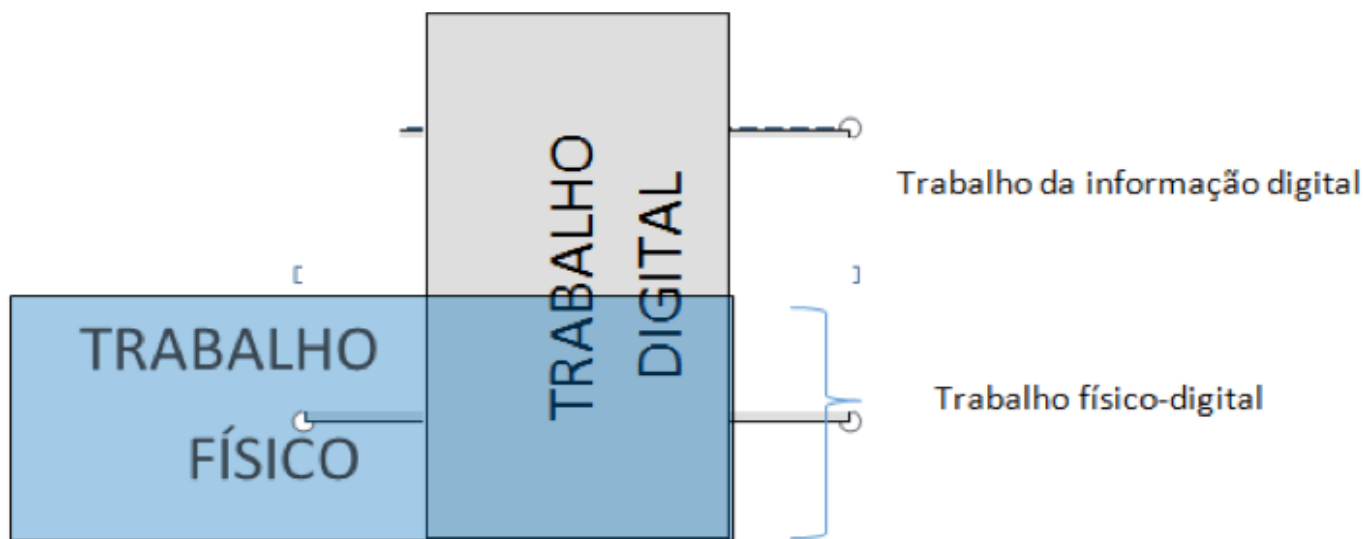 TRABALHO
DIGITAL
Trabalho da informação digital
TRABALHO
FÍSICO
Trabalho físico-digital